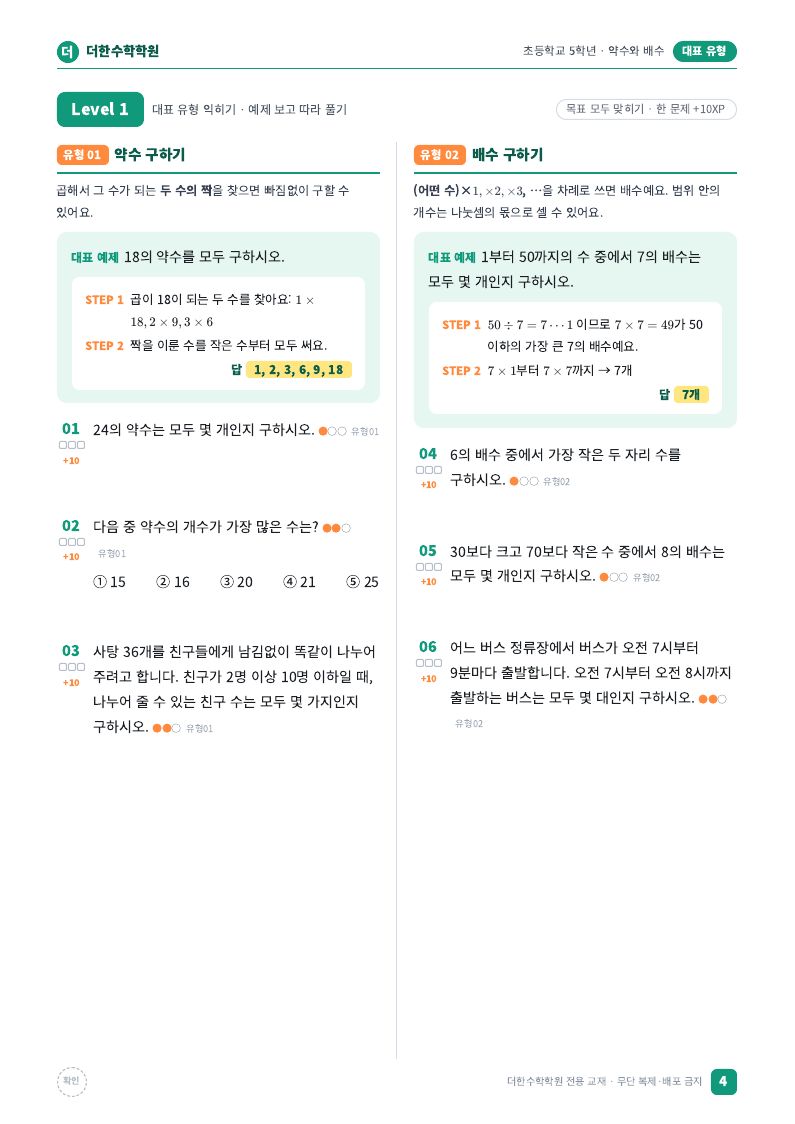 더 더한수학학원
초등학교 5학년 · 약수와 배수 대표 유형
Level 1 대표 유형 익히기 · 예제 보고 따라 풀기 목표 모두 맞히기 · 한 문제 +10XP
유형 01 약수 구하기
곱해서 그 수가 되는 두 수의 짝을 찾으면 빠짐없이 구할 수
있어요.
대표 예제 18의 약수를 모두 구하시오.
STEP 1 곱이 18이 되는 두 수를 찾아요: 1 ×
18, 2 × 9, 3 × 6
STEP 2 짝을 이룬 수를 작은 수부터 모두 써요.
답 1, 2, 3, 6, 9, 18
01 24의 약수는 모두 몇 개인지 구하시오. ●○○ 유형01
□□□
+10
02 다음 중 약수의 개수가 가장 많은 수는? ●●○
□□□
+10 유형01
① 15 ② 16 ③ 20 ④ 21 ⑤ 25
03 사탕 36개를 친구들에게 남김없이 똑같이 나누어
□□□
+10 주려고 합니다. 친구가 2명 이상 10명 이하일 때,
나누어 줄 수 있는 친구 수는 모두 몇 가지인지
구하시오. ●●○ 유형01
유형 02 배수 구하기
(어떤 수)×1, ×2, ×3, ⋯을 차례로 쓰면 배수예요. 범위 안의
개수는 나눗셈의 몫으로 셀 수 있어요.
대표 예제 1부터 50까지의 수 중에서 7의 배수는
모두 몇 개인지 구하시오.
STEP 1 50 ÷ 7 = 7 ⋯ 1 이므로 7 × 7 = 49가 50
이하의 가장 큰 7의 배수예요.
STEP 2 7 × 1부터 7 × 7까지 → 7개
답 7개
04 6의 배수 중에서 가장 작은 두 자리 수를
□□□
+10 구하시오. ●○○ 유형02
05 30보다 크고 70보다 작은 수 중에서 8의 배수는
□□□
+10 모두 몇 개인지 구하시오. ●○○ 유형02
06 어느 버스 정류장에서 버스가 오전 7시부터
□□□
+10 9분마다 출발합니다. 오전 7시부터 오전 8시까지
출발하는 버스는 모두 몇 대인지 구하시오. ●●○
유형02
확인
더한수학학원 전용 교재 · 무단 복제·배포 금지 4